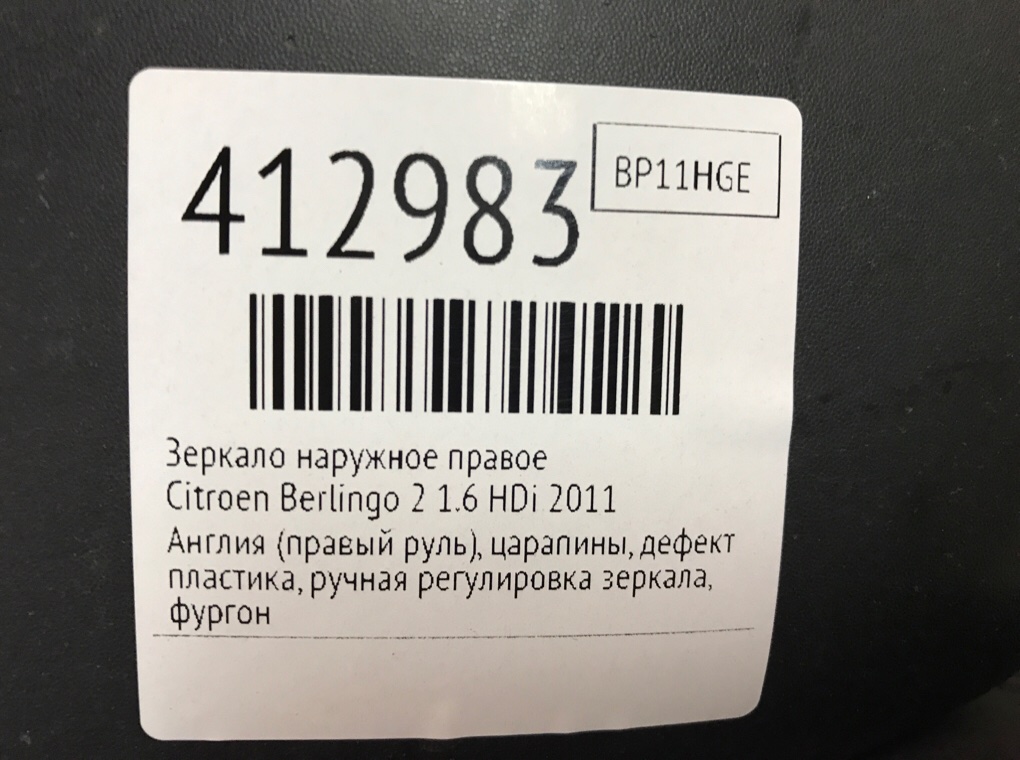 412983
BP11HGE
Зеркало наружное правое
Citroen Berlingo 2 1.6 HDi 2011
Англия (правый руль), царапины, дефект
пластика, ручная регулировка зеркала,
фургон